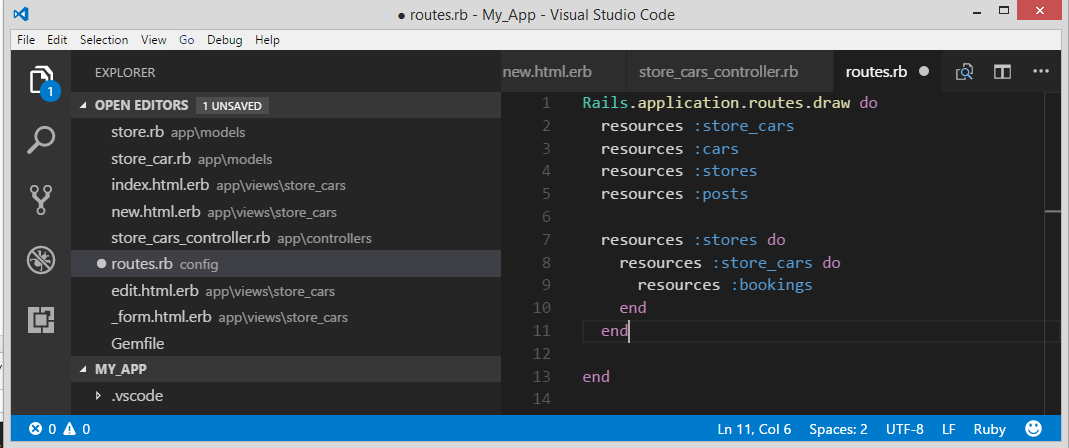 routes.rb - My_App - Visual Studio Code
File Edit Selection View Go Debug Help
EXPLORER
OPEN EDITORS 1 UNSAVED
store.rb app\models
store_car.rb app\models
index.html.erb app\views\store_cars
new.html.erb app\views\store_cars
store_cars_controller.rb app\controllers
routes.rb config
edit.html.erb app\views\store_cars
_form.html.erb app\views\store_cars
Gemfile
MY_APP
.vscode
1
new.html.erb store_cars_controller.rb routes.rb
1 Rails.application.routes.draw do
2 resources :store_cars
3 resources :cars
4 resources :stores
5 resources :posts
6
7 resources :stores do
8 resources :store_cars do
9 resources :bookings
10 end
11 end
12
13 end
14
0 0 Ln 11, Col 6 Spaces: 2 UTF-8 LF Ruby